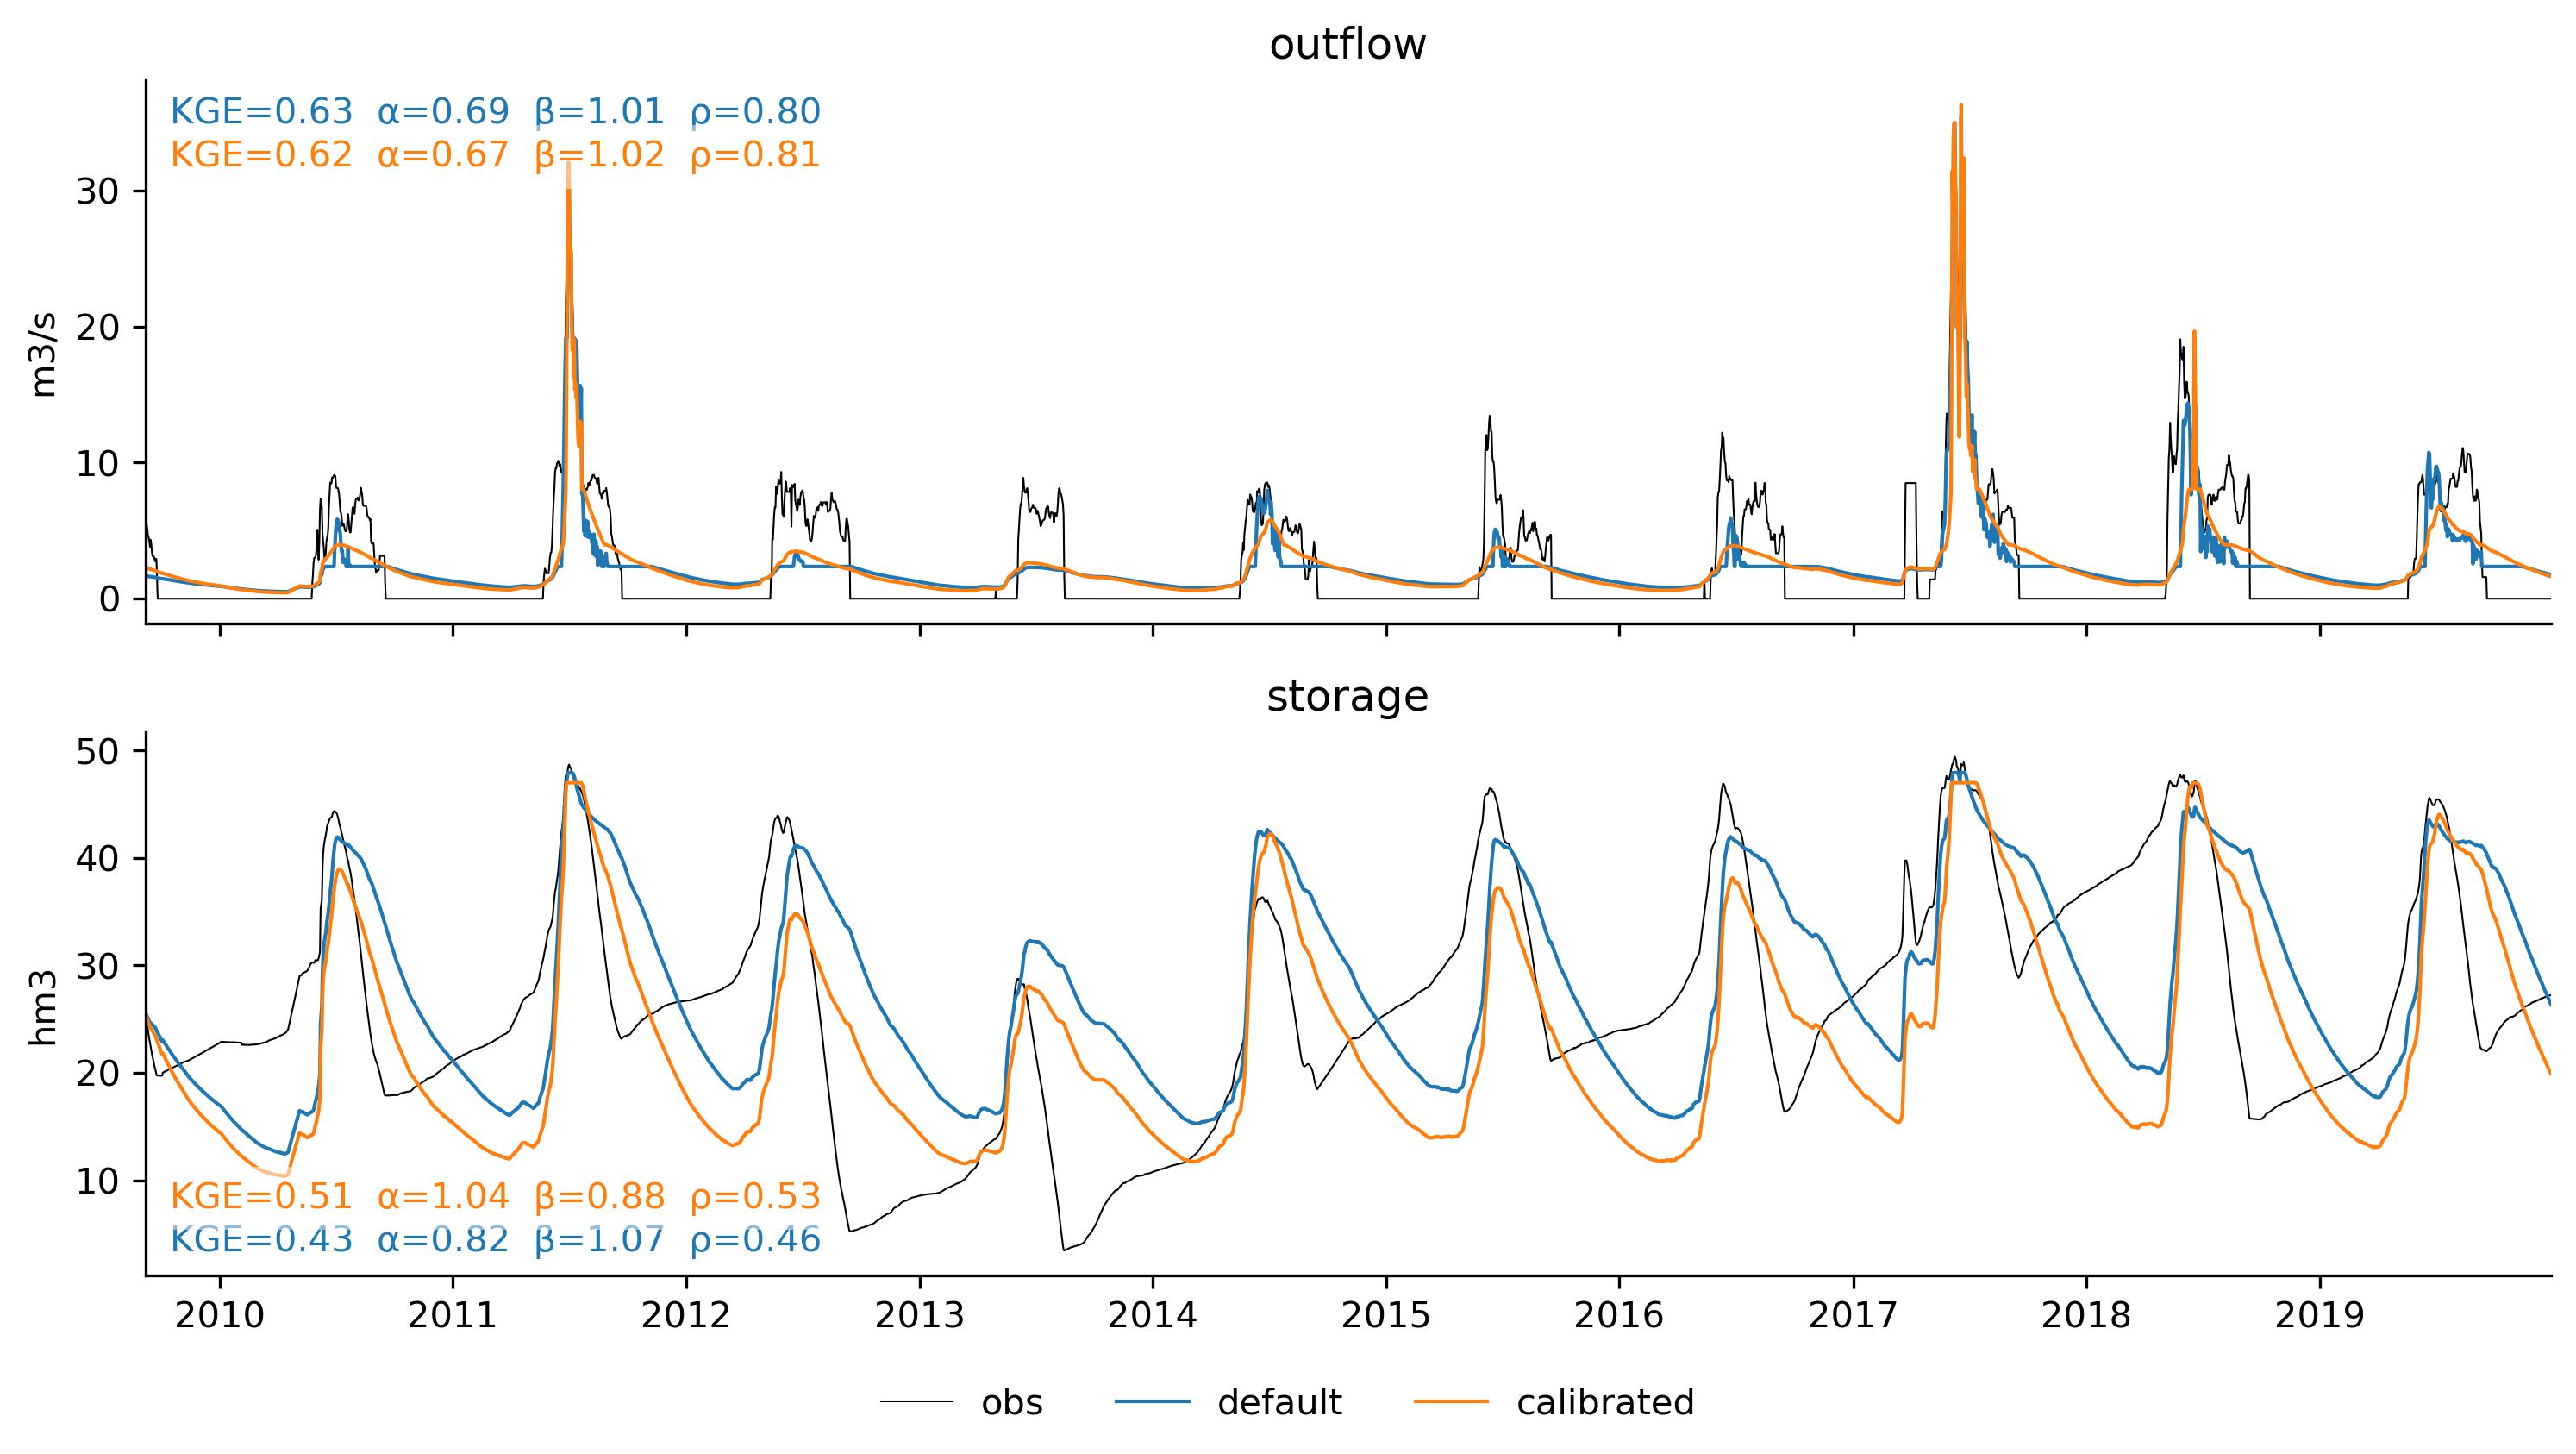 outflow
KGE=0.63 α=0.69 β=1.01 ρ=0.80
KGE=0.62 α=0.67 β=1.02 ρ=0.81
m3/s
30
20
10
0
storage
hm3
50
40
30
20
10
KGE=0.51 α=1.04 β=0.88 ρ=0.53
KGE=0.43 α=0.82 β=1.07 ρ=0.46
2010 2011 2012 2013 2014 2015 2016 2017 2018 2019
obs default calibrated